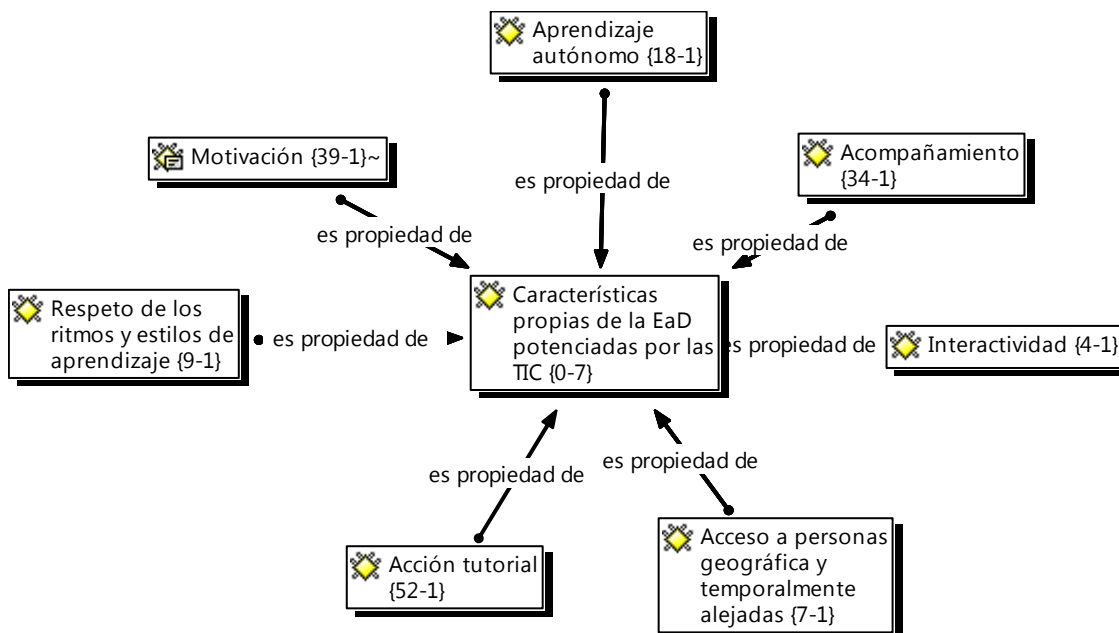 Aprendizaje
autónomo {18-1}
Motivación {39-1}~
Acompañamiento
{34-1}
es propiedad de
es propiedad de
es propiedad de
Respeto de los
ritmos y estilos de
aprendizaje {9-1}
es propiedad de
Características
propias de la EaD
potenciadas por las
TIC {0-7}
es propiedad de
Interactividad {4-1}
es propiedad de
es propiedad de
Acción tutorial
{52-1}
Acceso a personas
geográfica y
temporalmente
alejadas {7-1}